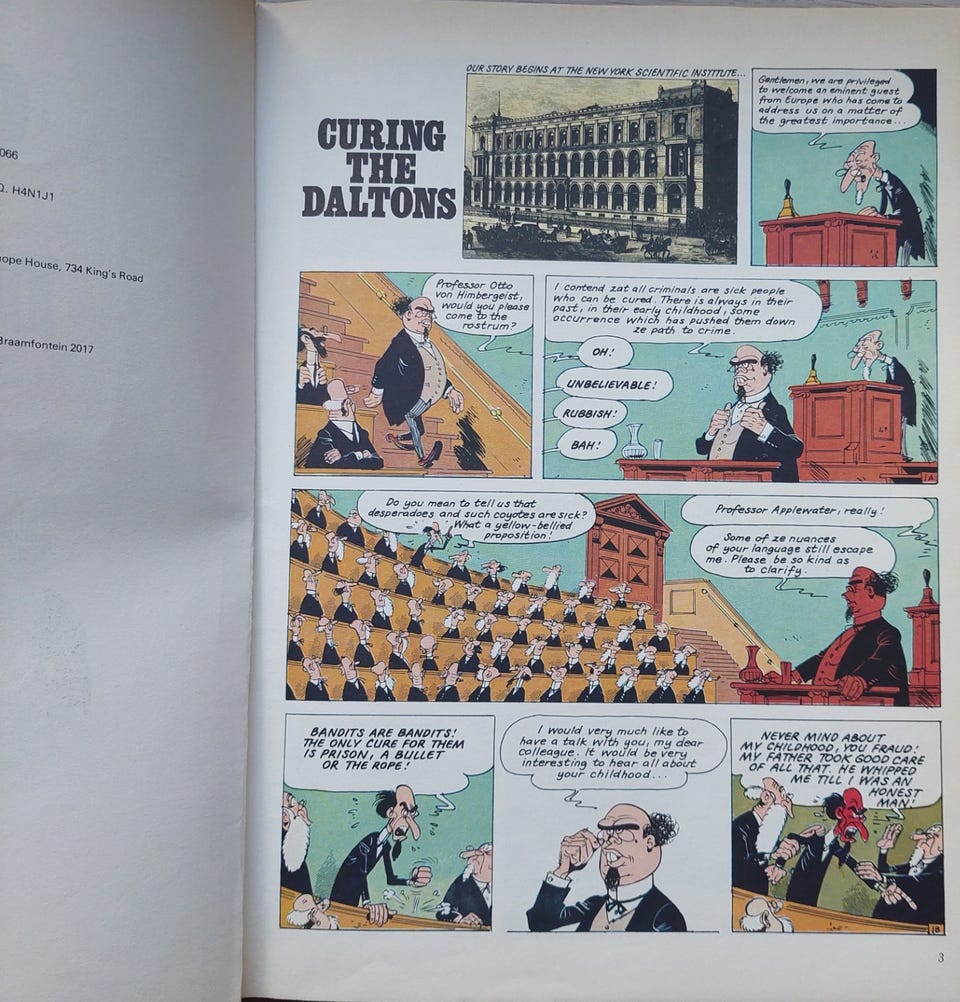 066
Q. H4N1J1
ope House, 734 King's Road
Braamfontein 2017
CURING
THE
DALTONS
OUR STORY BEGINS AT THE NEW YORK SCIENTIFIC INSTITUTE...
Gentlemen, we are privileged
to welcome an eminent guest
from Europe who has come to
address us on a matter of
the greatest importance...
Professor Otto
von Himbergeist,
would you please
come to the
rostrum?
I contend zat all criminals are sick people
who can be cured. There is always in their
past, in their early childhood, some
occurrence which has pushed them down
ze path to crime.
OH!
UNBELIEVABLE!
RUBBISH!
BAH!
1A
Do you mean to tell us that
desperadoes and such coyotes are sick?
What a yellow-bellied
proposition!
Professor Applewater, really!
Some of ze nuances
of your language still escape
me. Please be so kind as
to clarify.
BANDITS ARE BANDITS!
THE ONLY CURE FOR THEM
IS PRISON, A BULLET
OR THE ROPE!
I would very much like to
have a talk with you, my dear
colleague. It would be very
interesting to hear all about
your childhood...
NEVER MIND ABOUT
MY CHILDHOOD, YOU FRAUD!
MY FATHER TOOK GOOD CARE
OF ALL THAT. HE WHIPPED
ME TILL I WAS AN
HONEST
MAN!
1B
3